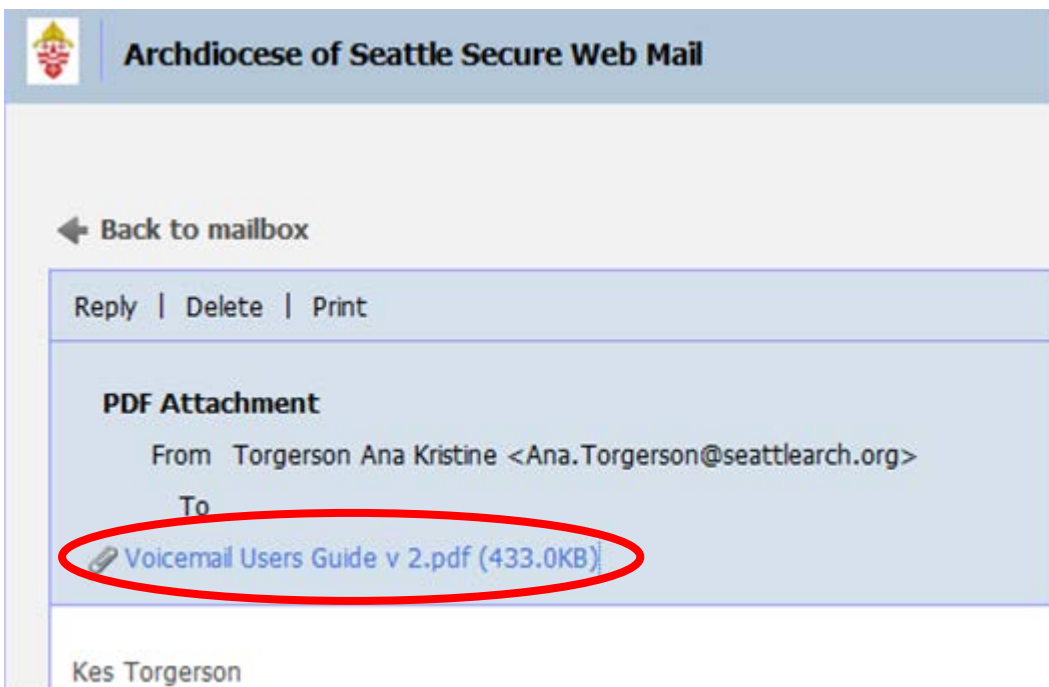 Archdiocese of Seattle Secure Web Mail
Back to mailbox
Reply | Delete | Print
PDF Attachment
From Torgerson Ana Kristine <Ana.Torgerson@seattlearch.org>
To
Voicemail Users Guide v 2.pdf (433.0KB)
Kes Torgerson